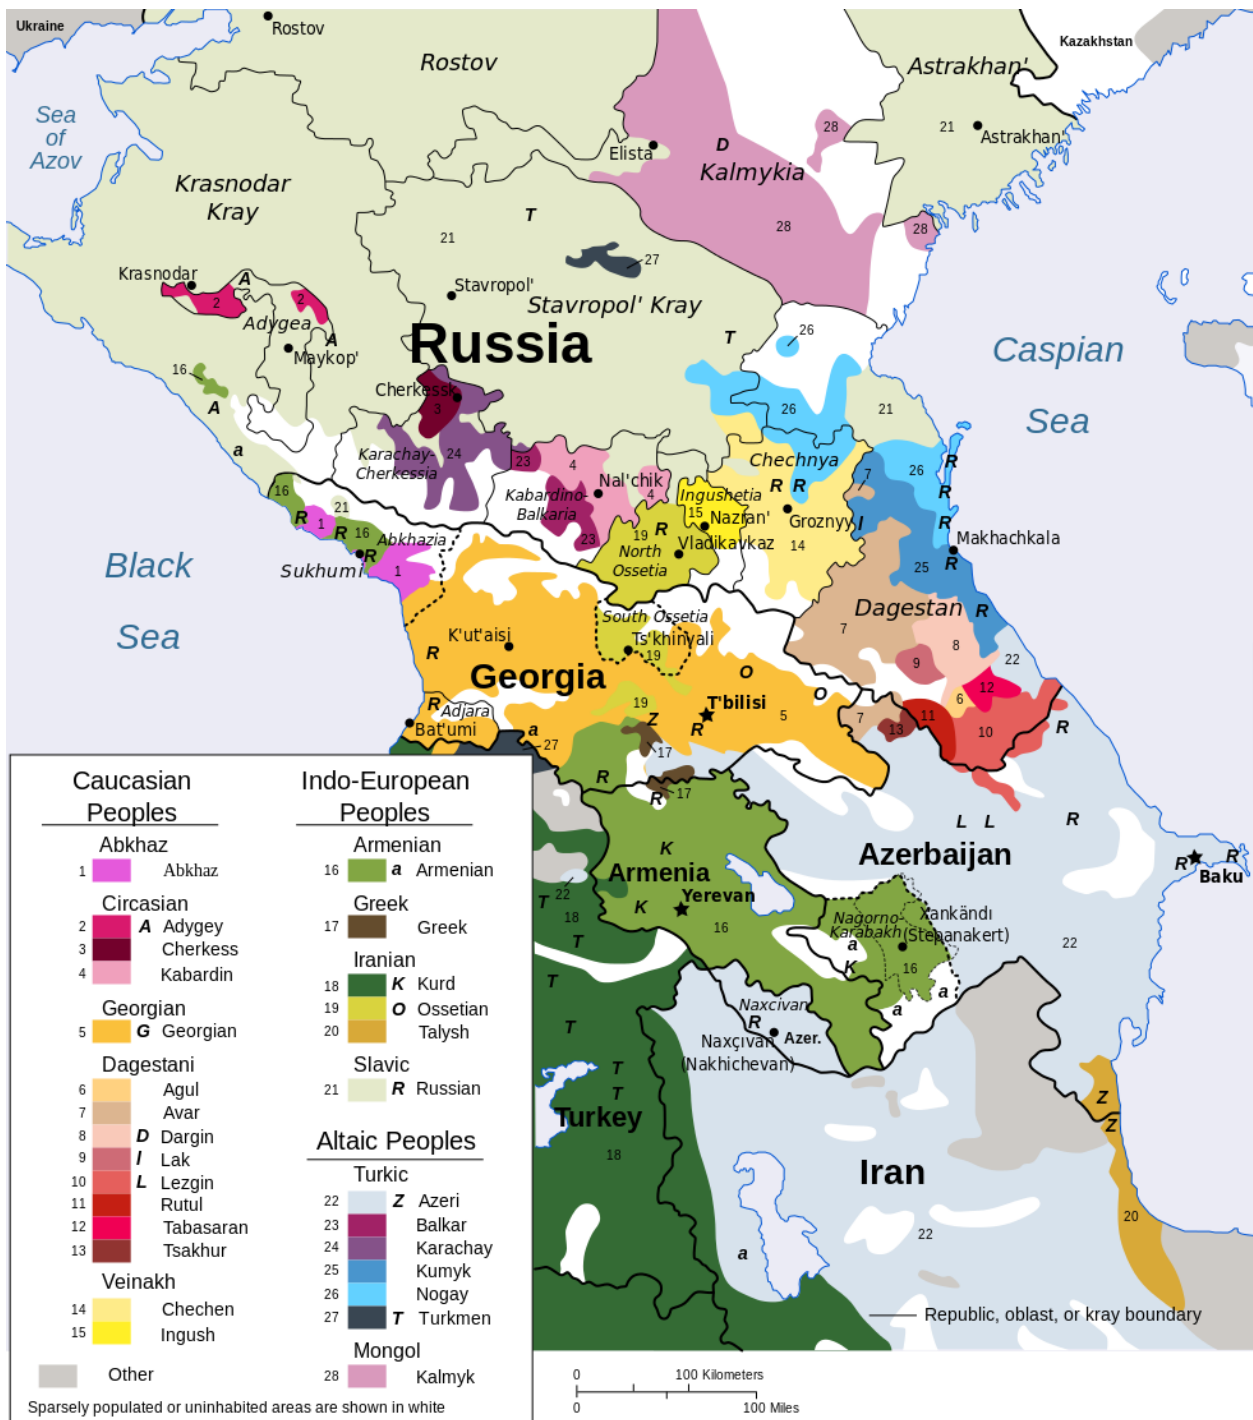 Ukraine
Rostov
Rostov
Kazakhstan
Astrakhan'
Sea
of
Azov
28
21
Astrakhan'
Elista
D
Kalmykia
Krasnodar
Kray
T
21
28
28
27
Krasnodar
A
2
2
Stavropol'
Stavropol' Kray
Adygea
A
Maykop'
Russia
T
26
Caspian
Sea
16
A
Cherkessk
3
26
21
a
Karachay-
Cherkessia
24
23
4
Chechnya
7
26
R
Kabardino-
Balkaria
Nal'chik
4
Ingushetia
R
R
R
16
21
R
1
R
16
Abkhazia
R
15
Nazran'
Groznyy
I
R
19
R
23
North
Ossetia
Vladikavkaz
14
Makhachkala
R
Black
Sea
Sukhumi
1
25
South Ossetia
Dagestan
R
K'ut'aisi
Ts'khinvali
19
7
8
22
R
Georgia
O
9
12
O
6
R
Adjara
19
T'bilisi
5
Z
R
7
13
11
10
R
Bat'umi
a
27
17
R
17
R
L
L
R
K
Armenia
Azerbaijan
R
R
Baku
22
T
18
K
Yerevan
T
16
Nagorno-
Karabakh
Xankändı
(Stepanakert)
a
K
16
22
a
a
T
T
Naxcivan
R
Naxçıvan
(Nakhichevan)
Azer.
T
T
Turkey
18
Z
Z
Iran
20
22
a
Republic, oblast, or kray boundary
Caucasian
Peoples
Abkhaz
1 Abkhaz
Circasian
2 A Adygey
3 Cherkess
4 Kabardin
Georgian
5 G Georgian
Dagestani
6 Agul
7 Avar
8 D Dargin
9 I Lak
10 L Lezgin
11 Rutul
12 Tabasaran
13 Tsakhur
Veinakh
14 Chechen
15 Ingush
Other
Indo-European
Peoples
Armenian
16 a Armenian
Greek
17 Greek
Iranian
18 K Kurd
19 O Ossetian
20 Talysh
Slavic
21 R Russian
Altaic Peoples
Turkic
22 Z Azeri
23 Balkar
24 Karachay
25 Kumyk
26 Nogay
27 T Turkmen
Mongol
28 Kalmyk
Sparsely populated or uninhabited areas are shown in white
0 100 Kilometers
0 100 Miles